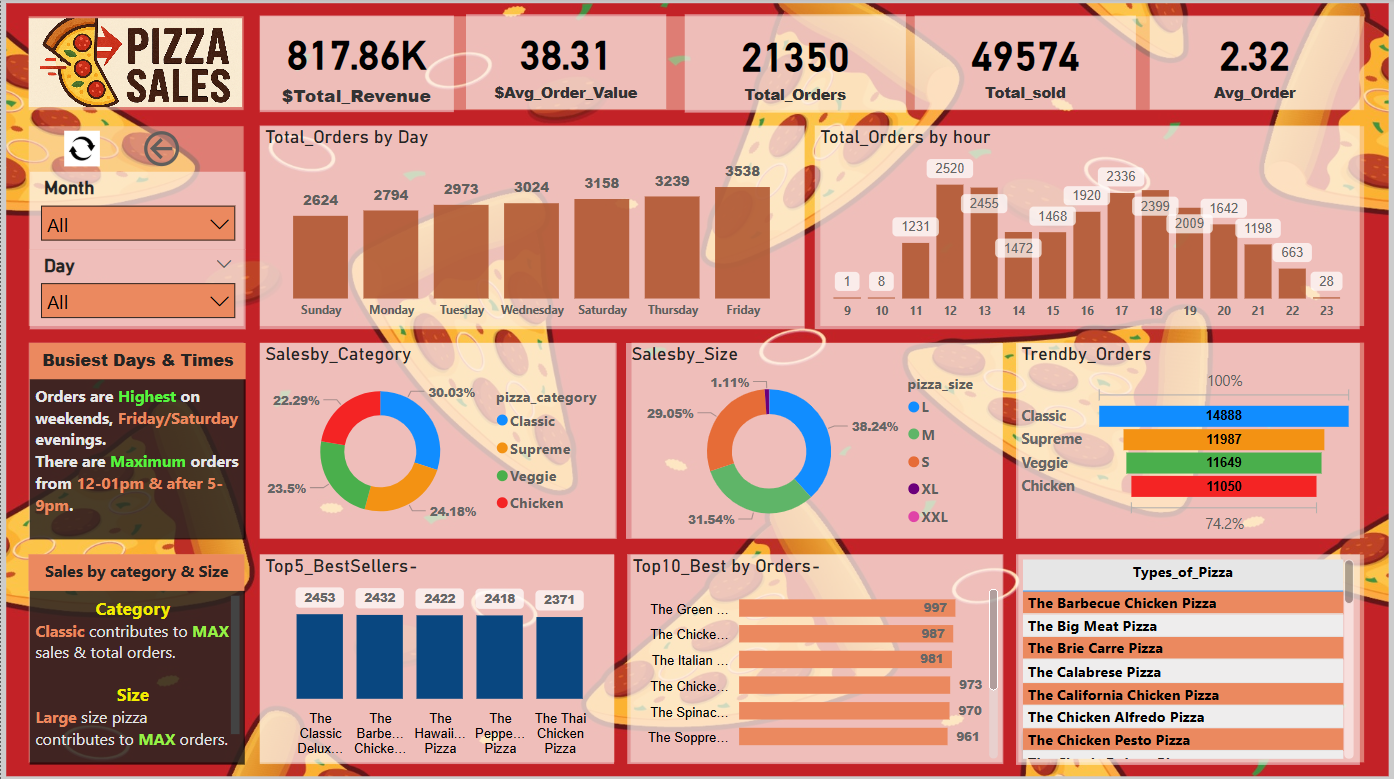 PIZZA
SALES
817.86K
$Total_Revenue
38.31
$Avg_Order_Value
21350
Total_Orders
49574
Total_sold
2.32
Avg_Order
Month
All
Day
All
Total_Orders by Day
2624
2794
2973
3024
3158
3239
3538
Sunday
Monday
Tuesday
Wednesday
Saturday
Thursday
Friday
Total_Orders by hour
1
8
1231
2520
2455
1472
1468
1920
2336
2399
2009
1642
1198
663
28
9
10
11
12
13
14
15
16
17
18
19
20
21
22
23
Busiest Days & Times
Orders are Highest on
weekends, Friday/Saturday
evenings.
There are Maximum orders
from 12-01pm & after 5-
9pm.
Salesby_Category
30.03%
24.18%
23.5%
22.29%
pizza_category
Classic
Supreme
Veggie
Chicken
Salesby_Size
1.11%
38.24%
31.54%
29.05%
pizza_size
L
M
S
XL
XXL
Trendby_Orders
100%
Classic 14888
Supreme 11987
Veggie 11649
Chicken 11050
74.2%
Sales by category & Size
Category
Classic contributes to MAX
sales & total orders.
Size
Large size pizza
contributes to MAX orders.
Top5_BestSellers-
2453
2432
2422
2418
2371
The
Classic
Delux...
The
Barbe...
Chicke...
The
Hawaii...
Pizza
The
Peppe...
Pizza
The Thai
Chicken
Pizza
Top10_Best by Orders-
The Green ... 997
The Chicke... 987
The Italian ... 981
The Chicke... 973
The Spinac... 970
The Soppre... 961
Types_of_Pizza
The Barbecue Chicken Pizza
The Big Meat Pizza
The Brie Carre Pizza
The Calabrese Pizza
The California Chicken Pizza
The Chicken Alfredo Pizza
The Chicken Pesto Pizza